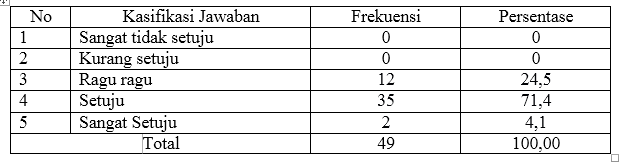 No Kasifikasi Jawaban Frekuensi Persentase
1 Sangat tidak setuju 0 0
2 Kurang setuju 0 0
3 Ragu ragu 12 24,5
4 Setuju 35 71,4
5 Sangat Setuju 2 4,1
Total 49 100,00